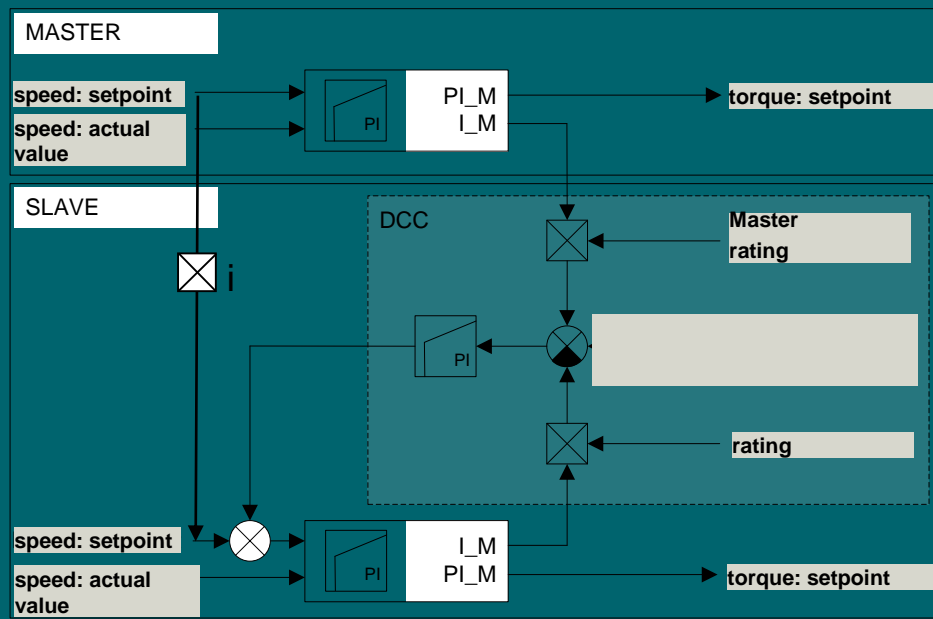 MASTER
speed: setpoint
speed: actual
value
PI
PI_M
I_M
torque: setpoint
SLAVE
i
DCC
Master
rating
PI
rating
speed: setpoint
speed: actual
value
PI
I_M
PI_M
torque: setpoint